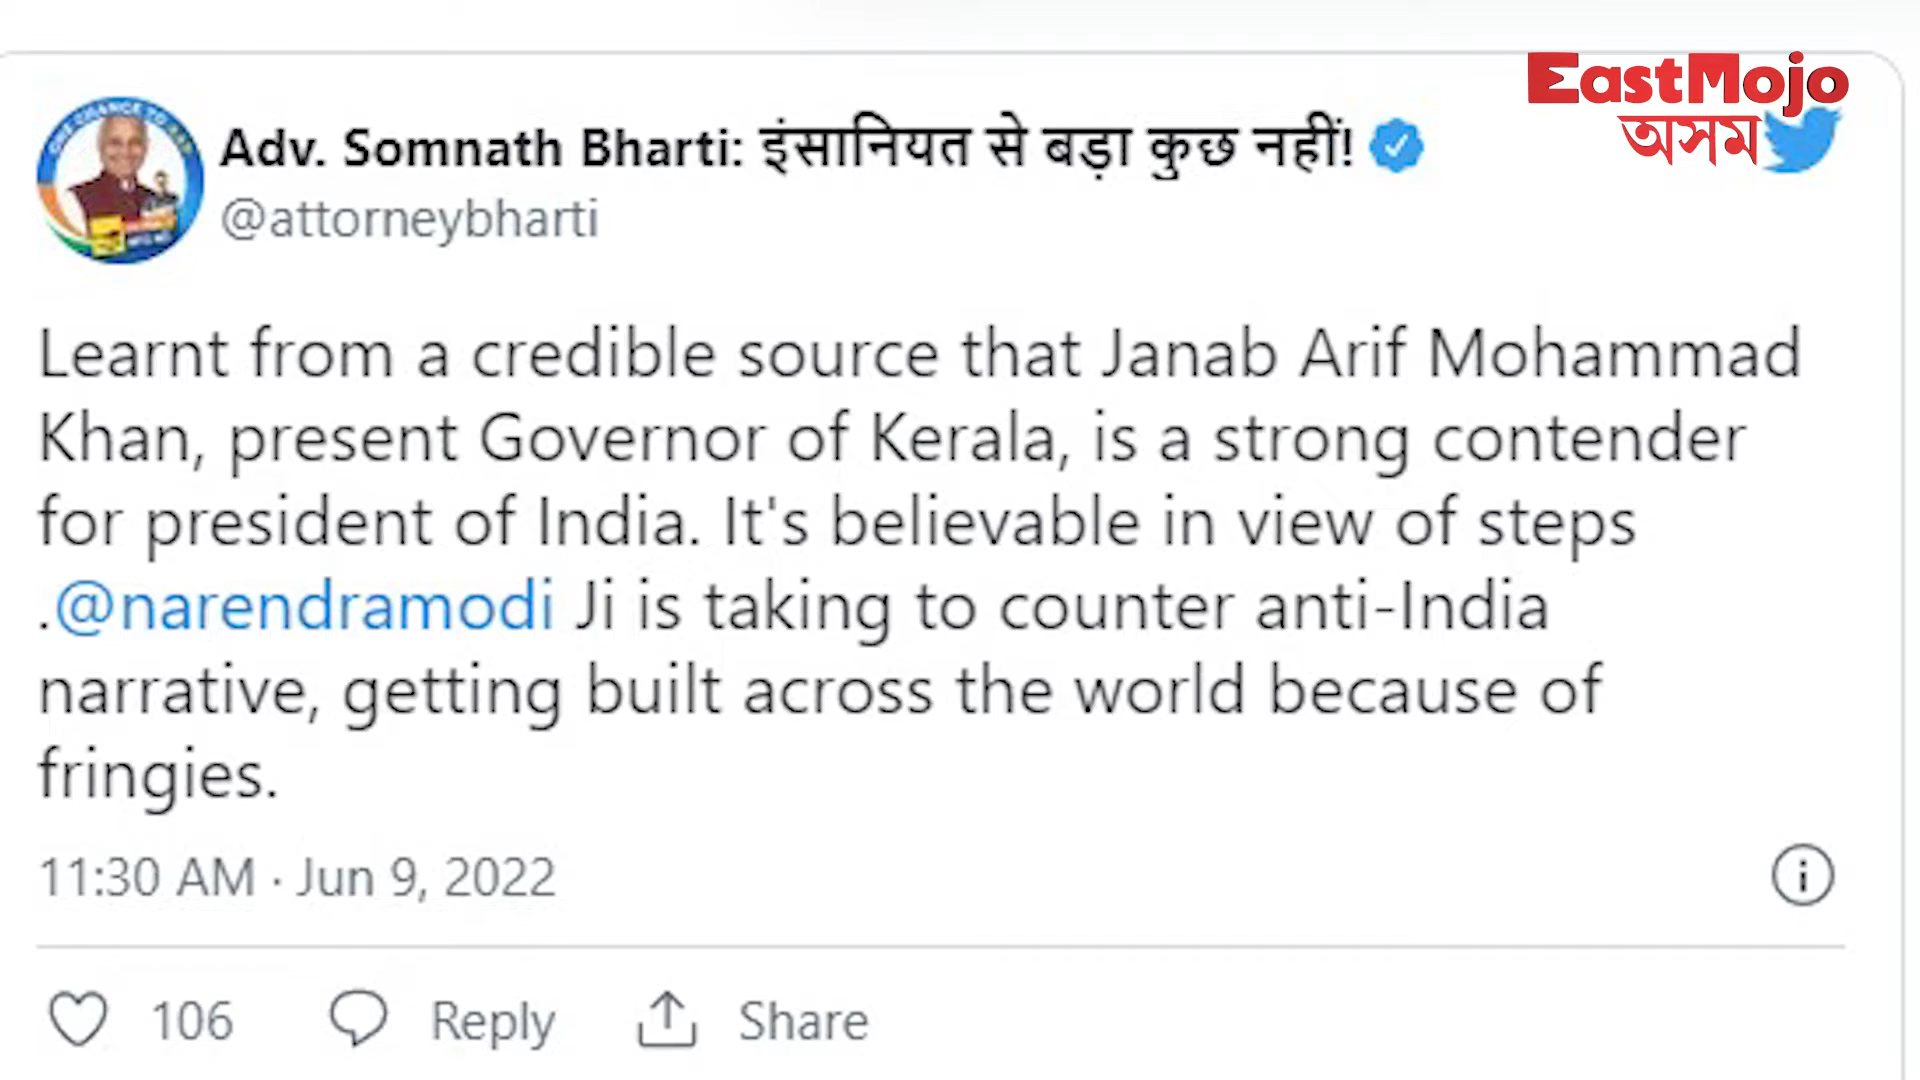 EastMojo
অসম
Adv. Somnath Bharti: इंसानियत से बड़ा कुछ नहीं!
@attorneybharti
Learnt from a credible source that Janab Arif Mohammad
Khan, present Governor of Kerala, is a strong contender
for president of India. It's believable in view of steps
.@narendramodi Ji is taking to counter anti-India
narrative, getting built across the world because of
fringies.
11:30 AM · Jun 9, 2022
106 Reply Share